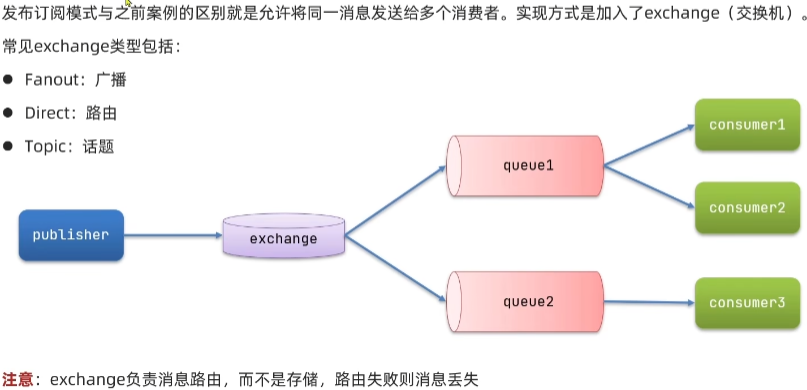 发布订阅模式与之前案例的区别就是允许将同一消息发送给多个消费者。实现方式是加入了exchange（交换机）。
常见exchange类型包括：
● Fanout：广播
● Direct：路由
● Topic：话题
publisher
exchange
queue1
queue2
consumer1
consumer2
consumer3
注意：exchange负责消息路由，而不是存储，路由失败则消息丢失